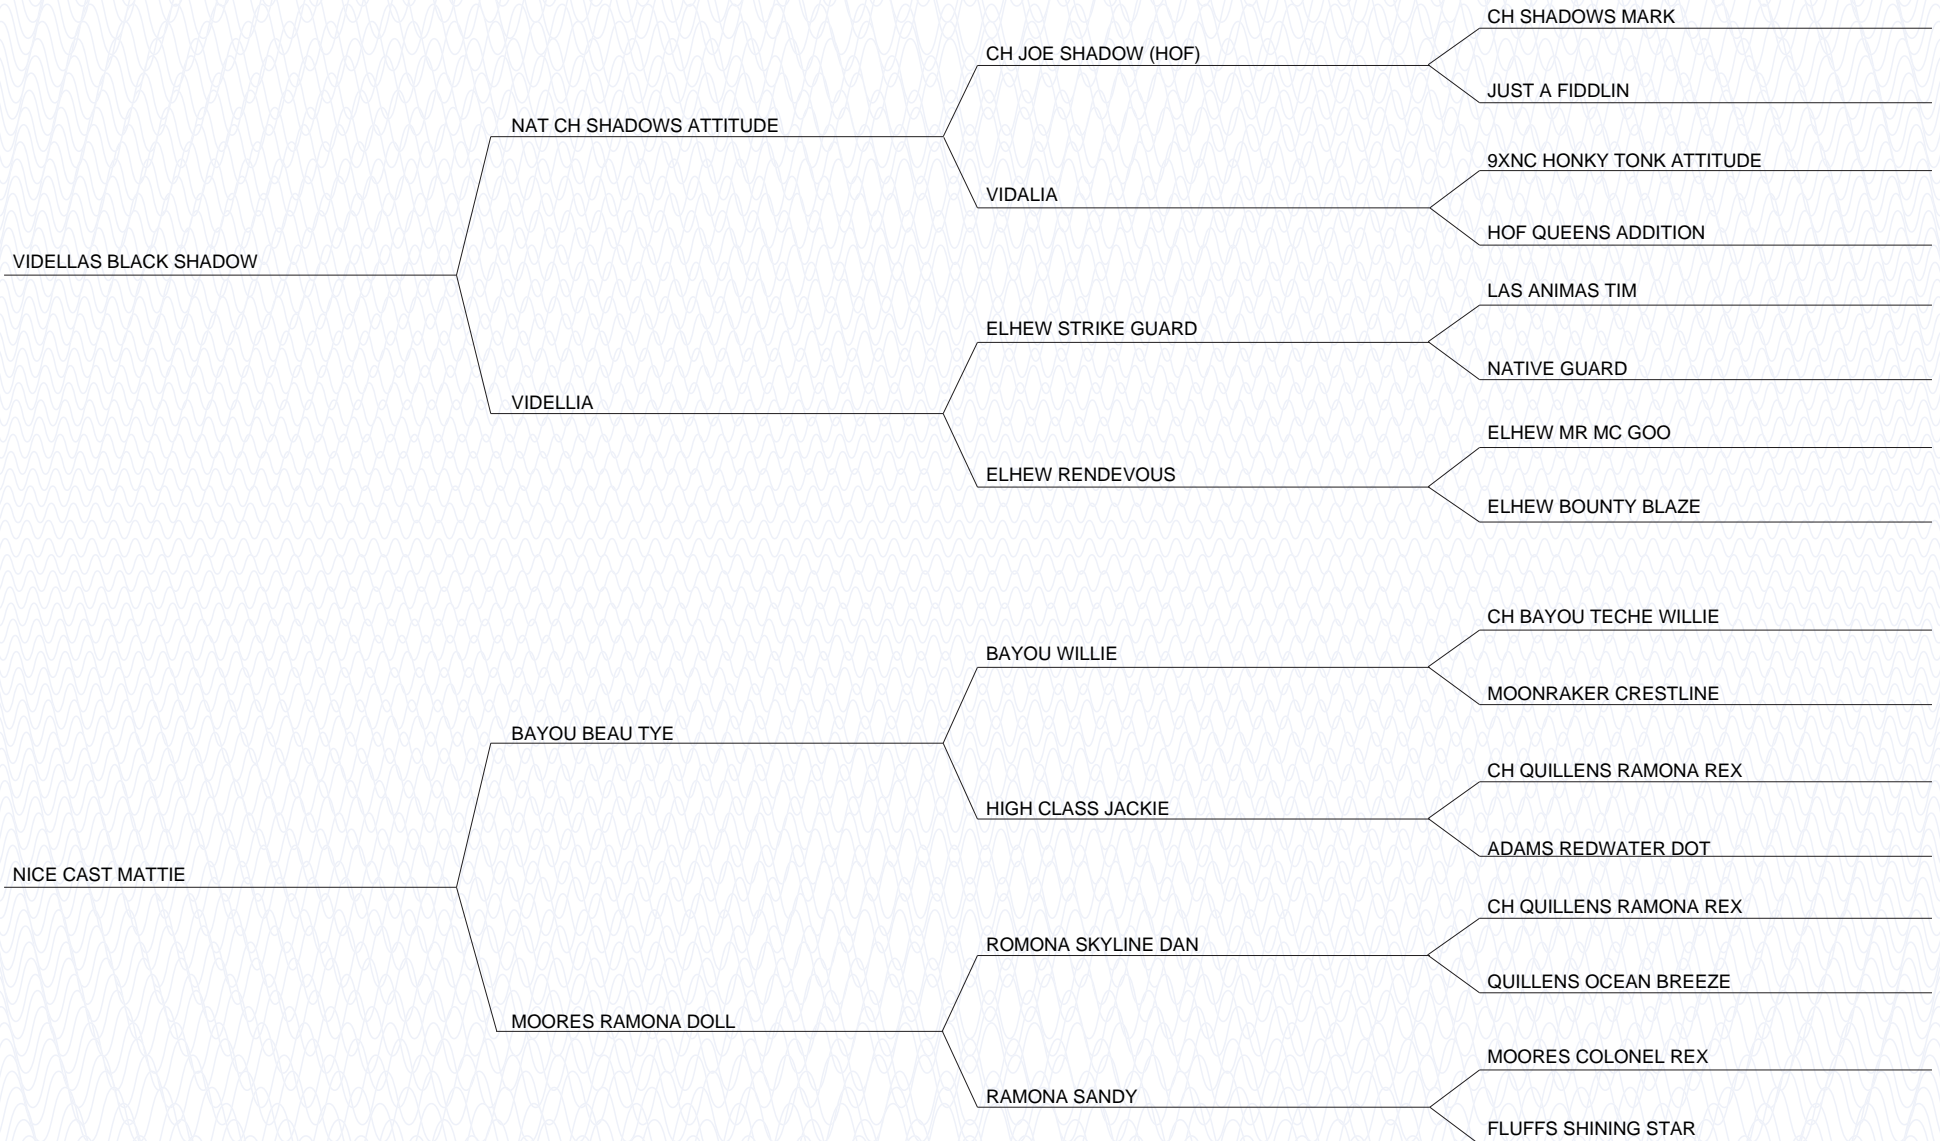 CH SHADOWS MARK
CH JOE SHADOW (HOF)
JUST A FIDDLIN
NAT CH SHADOWS ATTITUDE
9XNC HONKY TONK ATTITUDE
VIDALIA
HOF QUEENS ADDITION
VIDELLAS BLACK SHADOW
LAS ANIMAS TIM
ELHEW STRIKE GUARD
NATIVE GUARD
VIDELLIA
ELHEW MR MC GOO
ELHEW RENDEVOUS
ELHEW BOUNTY BLAZE
CH BAYOU TECHE WILLIE
BAYOU WILLIE
MOONRAKER CRESTLINE
BAYOU BEAU TYE
CH QUILLENS RAMONA REX
HIGH CLASS JACKIE
ADAMS REDWATER DOT
NICE CAST MATTIE
CH QUILLENS RAMONA REX
ROMONA SKYLINE DAN
QUILLENS OCEAN BREEZE
MOORES RAMONA DOLL
MOORES COLONEL REX
RAMONA SANDY
FLUFFS SHINING STAR